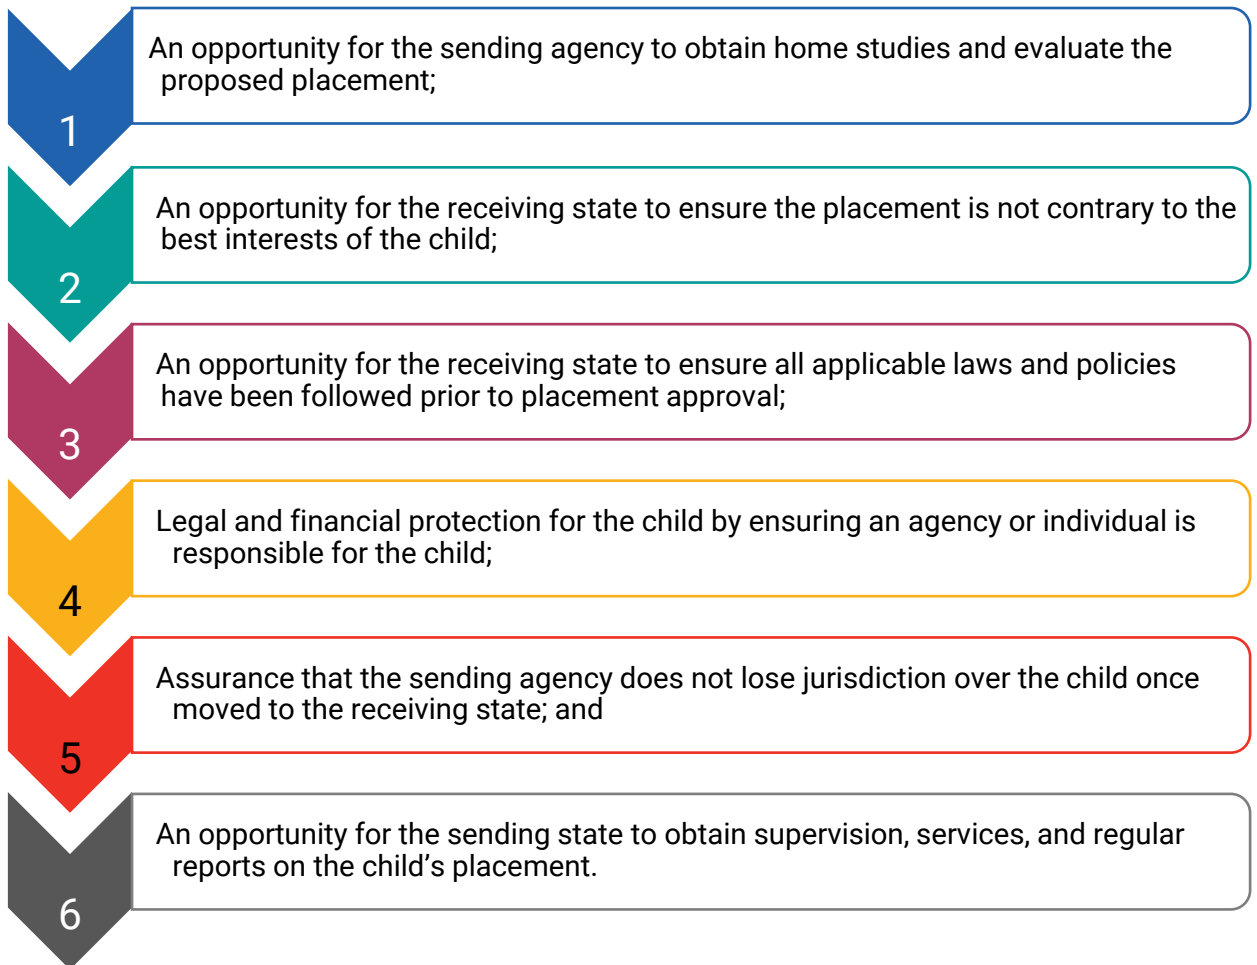 An opportunity for the sending agency to obtain home studies and evaluate the
proposed placement;
1
An opportunity for the receiving state to ensure the placement is not contrary to the
best interests of the child;
2
An opportunity for the receiving state to ensure all applicable laws and policies
have been followed prior to placement approval;
3
Legal and financial protection for the child by ensuring an agency or individual is
responsible for the child;
4
Assurance that the sending agency does not lose jurisdiction over the child once
moved to the receiving state; and
5
An opportunity for the sending state to obtain supervision, services, and regular
reports on the child’s placement.
6